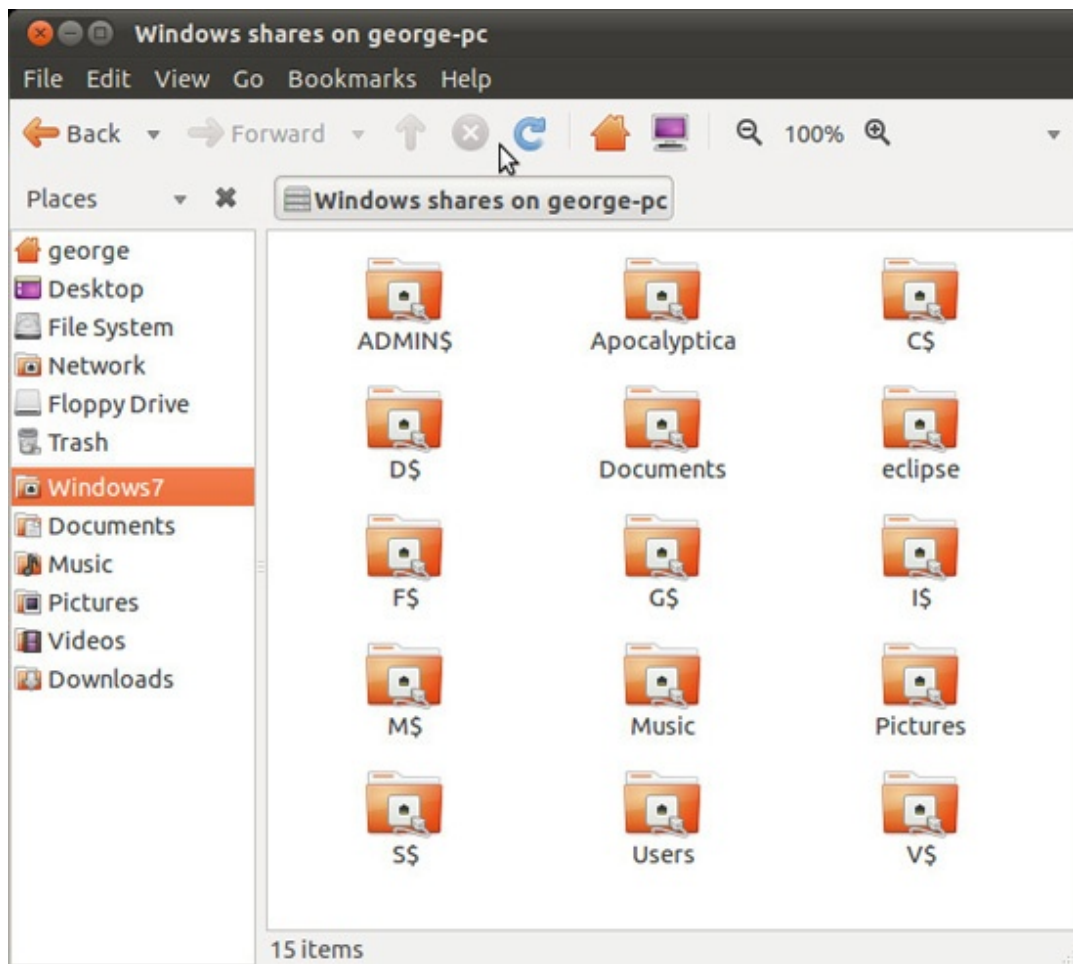 Windows shares on george-pc
File Edit View Go Bookmarks Help
Back Forward 100%
Places
Windows shares on george-pc
george
Desktop
File System
Network
Floppy Drive
Trash
Windows7
Documents
Music
Pictures
Videos
Downloads
ADMIN$ Apocalyptica C$
D$ Documents eclipse
F$ G$ I$
M$ Music Pictures
S$ Users V$
15 items